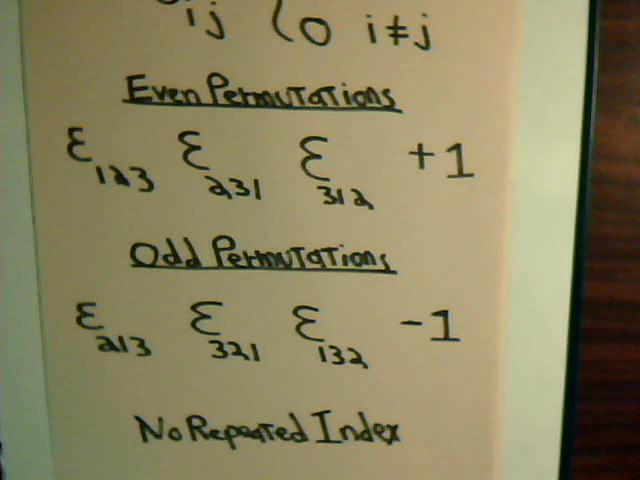 ij (0 i≠j
Even Permutations
ε123 ε231 ε312 +1
Odd Permutations
ε213 ε321 ε132 -1
No Repeated Index